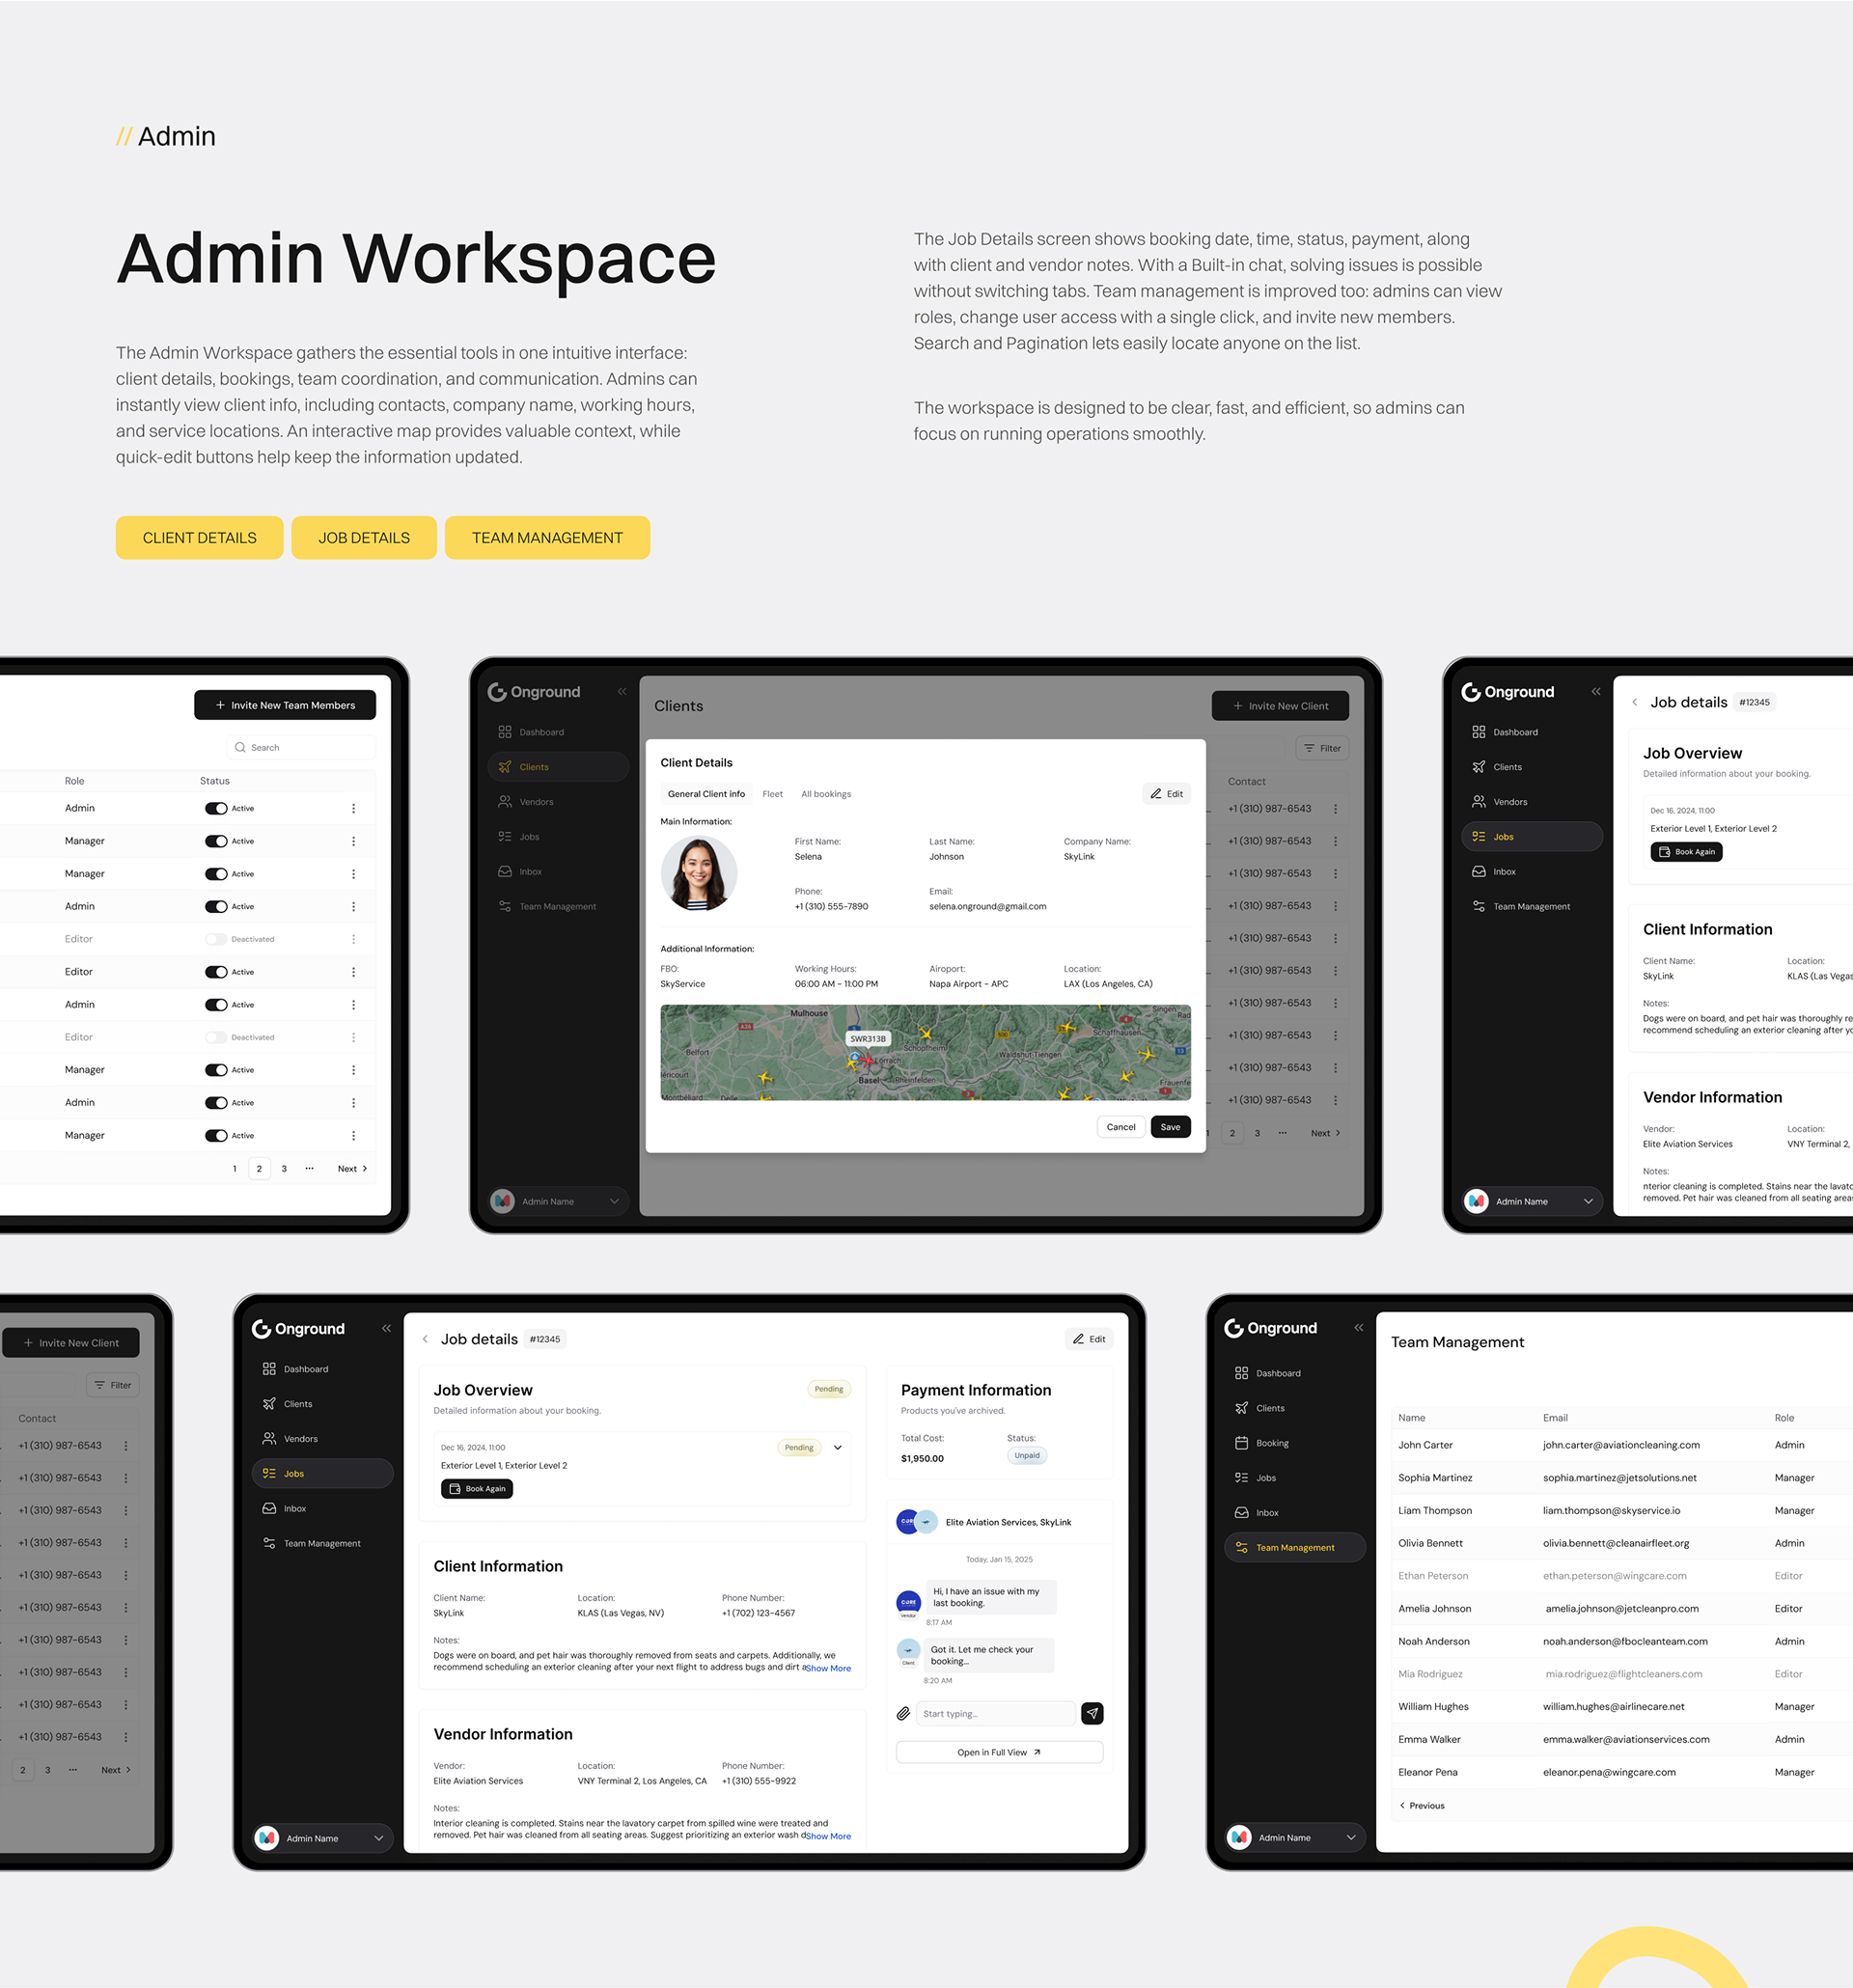 // Admin
Admin Workspace
The Admin Workspace gathers the essential tools in one intuitive interface:
client details, bookings, team coordination, and communication. Admins can
instantly view client info, including contacts, company name, working hours,
and service locations. An interactive map provides valuable context, while
quick-edit buttons help keep the information updated.
The Job Details screen shows booking date, time, status, payment, along
with client and vendor notes. With a Built-in chat, solving issues is possible
without switching tabs. Team management is improved too: admins can view
roles, change user access with a single click, and invite new members.
Search and Pagination lets easily locate anyone on the list.
The workspace is designed to be clear, fast, and efficient, so admins can
focus on running operations smoothly.
CLIENT DETAILS JOB DETAILS TEAM MANAGEMENT
+ Invite New Team Members
Search
Role Status
Admin Active
Manager Active
Manager Active
Admin Active
Editor Deactivated
Editor Active
Admin Active
Editor Deactivated
Manager Active
Admin Active
Manager Active
1 2 3 ... Next >
Onground «
Dashboard
Clients
Vendors
Jobs
Inbox
Team Management
Admin Name
Clients
+ Invite New Client
Filter
Contact
+1 (310) 987-6543
+1 (310) 987-6543
+1 (310) 987-6543
+1 (310) 987-6543
+1 (310) 987-6543
+1 (310) 987-6543
+1 (310) 987-6543
+1 (310) 987-6543
+1 (310) 987-6543
+1 (310) 987-6543
1 2 3 ... Next >
Client Details
General Client info Fleet All bookings Edit
Main Information:
First Name: Last Name: Company Name:
Selena Johnson SkyLink
Phone: Email:
+1 (310) 555-7890 selena.onground@gmail.com
Additional Information:
FBO: Working Hours: Airoport: Location:
SkyService 06:00 AM - 11:00 PM Napa Airport - APC LAX (Los Angeles, CA)
Mulhouse
Singen
Rad
A36
Schaffhausen
SWR313B
Schopfheim
Belfort
Lörrach
Waldshut-Tiengen
Héricourt
Basel
Rheinfelden
Frauenfe
Montbéliard
Delle
Cancel Save
Onground «
Dashboard
Clients
Vendors
Jobs
Inbox
Team Management
Admin Name
< Job details #12345
Job Overview
Detailed information about your booking.
Dec 16, 2024, 11:00
Exterior Level 1, Exterior Level 2
Book Again
Client Information
Client Name: Location:
SkyLink KLAS (Las Vegas
Notes:
Dogs were on board, and pet hair was thoroughly re
recommend scheduling an exterior cleaning after yo
Vendor Information
Vendor: Location:
Elite Aviation Services VNY Terminal 2,
Notes:
nterior cleaning is completed. Stains near the lavato
removed. Pet hair was cleaned from all seating areas
+ Invite New Client
Filter
Contact
+1 (310) 987-6543
+1 (310) 987-6543
+1 (310) 987-6543
+1 (310) 987-6543
+1 (310) 987-6543
+1 (310) 987-6543
+1 (310) 987-6543
+1 (310) 987-6543
+1 (310) 987-6543
+1 (310) 987-6543
2 3 ... Next >
Onground «
Dashboard
Clients
Vendors
Jobs
Inbox
Team Management
Admin Name
< Job details #12345
Edit
Job Overview Pending
Detailed information about your booking.
Dec 16, 2024, 11:00 Pending
Exterior Level 1, Exterior Level 2
Book Again
Client Information
Client Name: Location: Phone Number:
SkyLink KLAS (Las Vegas, NV) +1 (702) 123-4567
Notes:
Dogs were on board, and pet hair was thoroughly removed from seats and carpets. Additionally, we
recommend scheduling an exterior cleaning after your next flight to address bugs and dirt a Show More
Vendor Information
Vendor: Location: Phone Number:
Elite Aviation Services VNY Terminal 2, Los Angeles, CA +1 (310) 555-9922
Notes:
Interior cleaning is completed. Stains near the lavatory carpet from spilled wine were treated and
removed. Pet hair was cleaned from all seating areas. Suggest prioritizing an exterior wash d Show More
Payment Information
Products you've archived.
Total Cost: Status:
$1,950.00 Unpaid
Elite Aviation Services, SkyLink
Today, Jan 15, 2025
Hi, I have an issue with my
last booking.
Vendor
8:17 AM
Got it. Let me check your
booking...
Client
8:20 AM
Start typing...
Open in Full View
Onground «
Dashboard
Clients
Booking
Jobs
Inbox
Team Management
Admin Name
Team Management
Name Email Role
John Carter john.carter@aviationcleaning.com Admin
Sophia Martinez sophia.martinez@jetsolutions.net Manager
Liam Thompson liam.thompson@skyservice.io Manager
Olivia Bennett olivia.bennett@cleanairfleet.org Admin
Ethan Peterson ethan.peterson@wingcare.com Editor
Amelia Johnson amelia.johnson@jetcleanpro.com Editor
Noah Anderson noah.anderson@fbocleanteam.com Admin
Mia Rodriguez mia.rodriguez@flightcleaners.com Editor
William Hughes william.hughes@airlinecare.net Manager
Emma Walker emma.walker@aviationservices.com Admin
Eleanor Pena eleanor.pena@wingcare.com Manager
< Previous